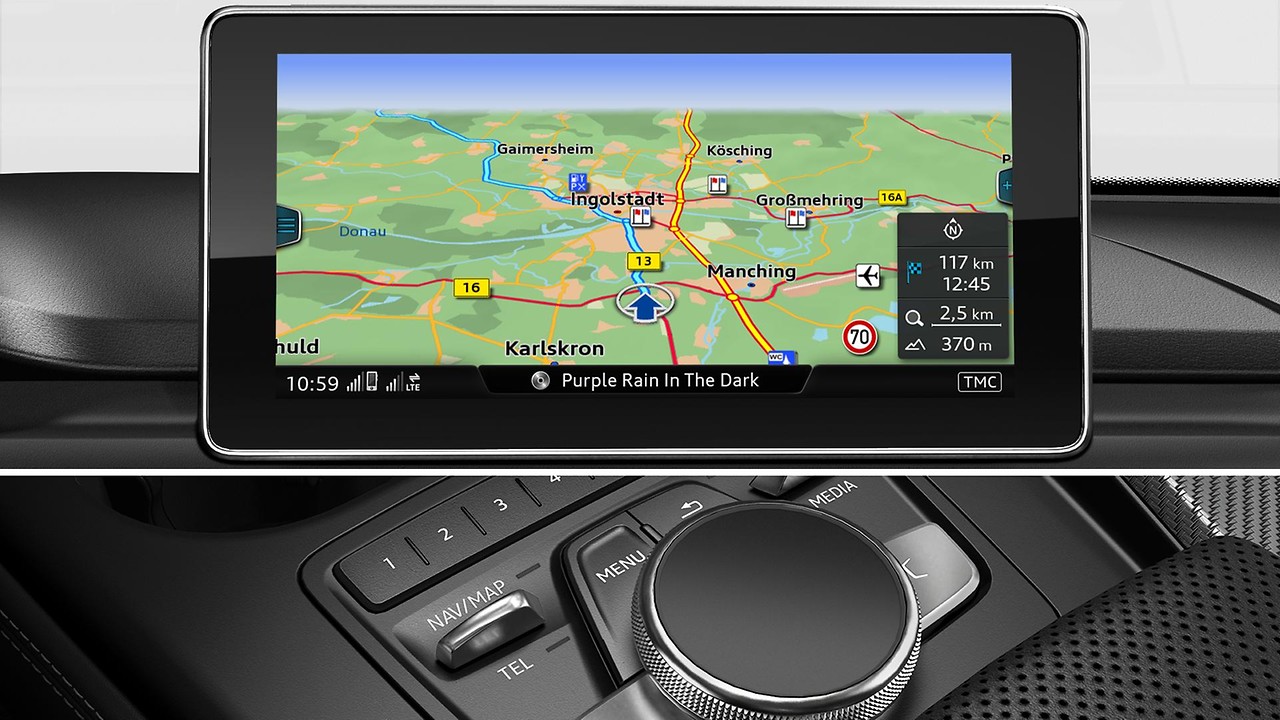 Gaimersheim
Kösching
Ingolstadt
Großmehring
16A
Donau
N
13
Manching
117 km
12:45
16
2,5 km
70
370 m
huld
Karlskron
WC
10:59
LTE
Purple Rain In The Dark
TMC
4
3
2
1
MEDIA
MENU
NAV/MAP
TEL